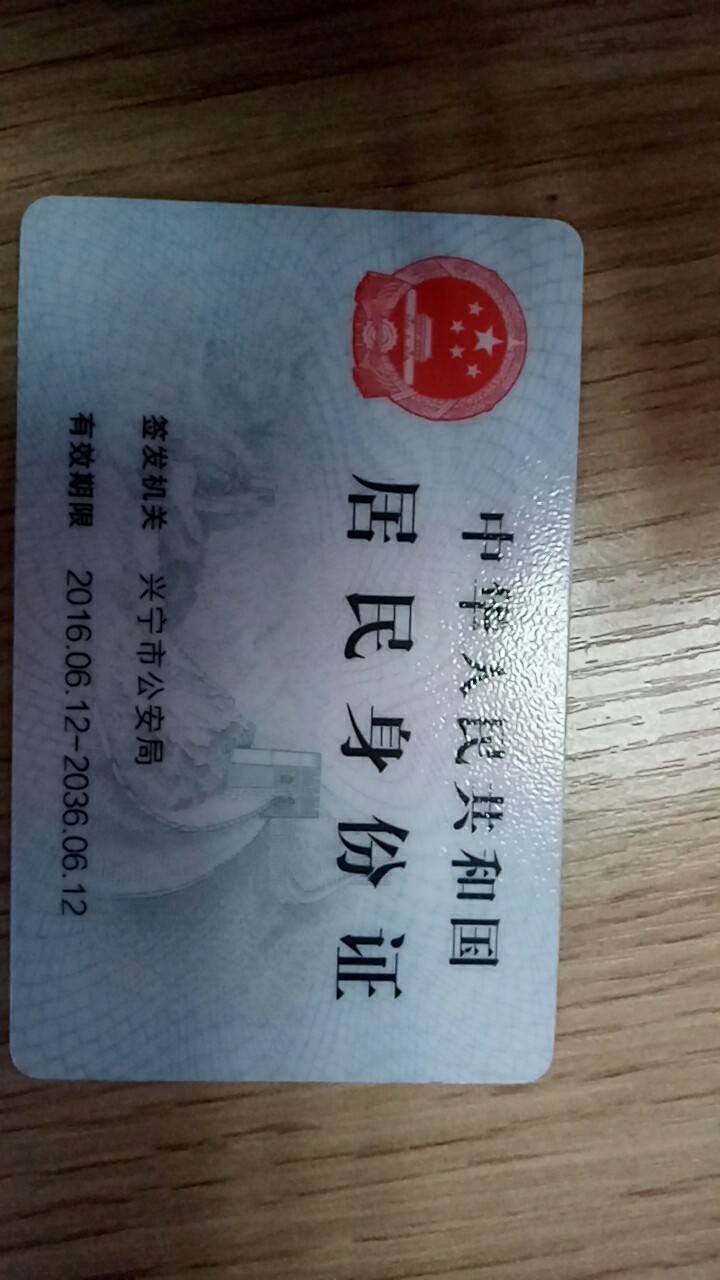 中华人民共和国
居民身份证
签发机关 兴宁市公安局
有效期限 2016.06.12-2036.06.12